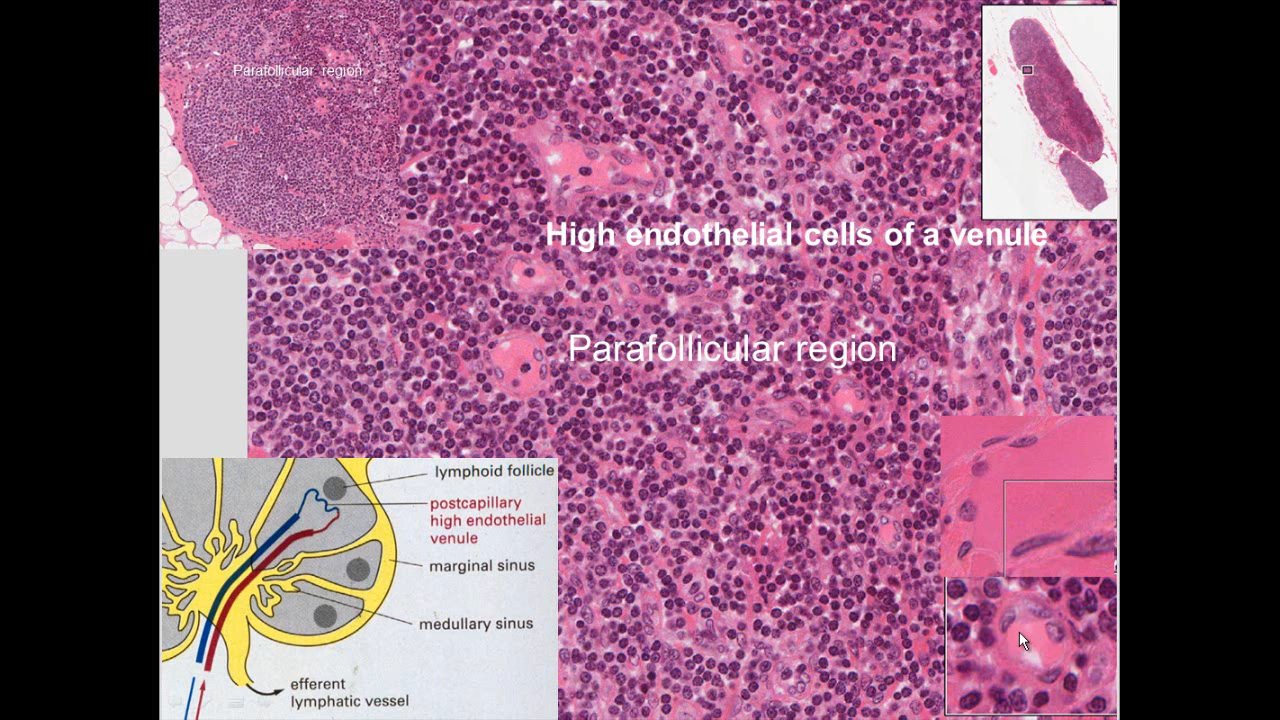 Parafollicular region
High endothelial cells of a venule
Parafollicular region
lymphoid follicle
postcapillary
high endothelial
venule
marginal sinus
medullary sinus
efferent
lymphatic vessel